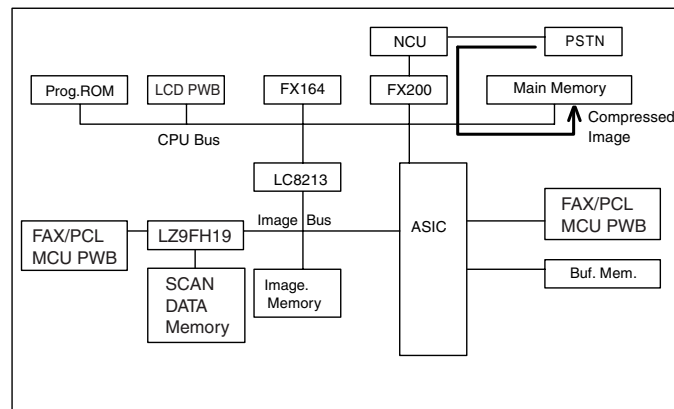 NCU
PSTN
Prog.ROM
LCD PWB
FX164
FX200
Main Memory
CPU Bus
Compressed
Image
LC8213
ASIC
Image Bus
FAX/PCL
MCU PWB
LZ9FH19
FAX/PCL
MCU PWB
SCAN
DATA
Memory
Image.
Memory
Buf. Mem.